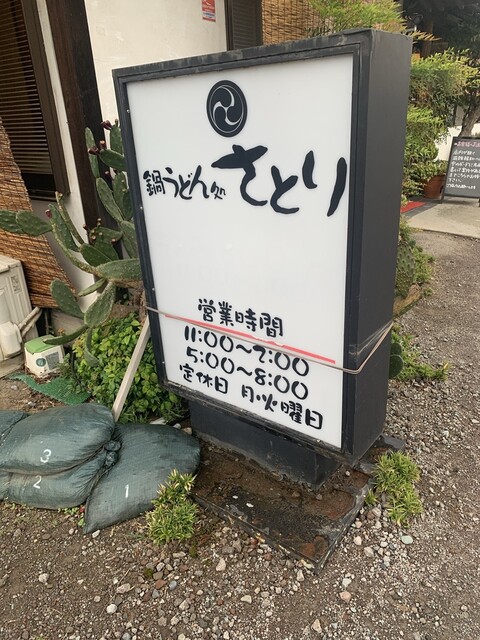 鍋うどん処 さとり
営業時間
11:00〜2:00
5:00〜8:00
定休日 月・火曜日
3
2
1